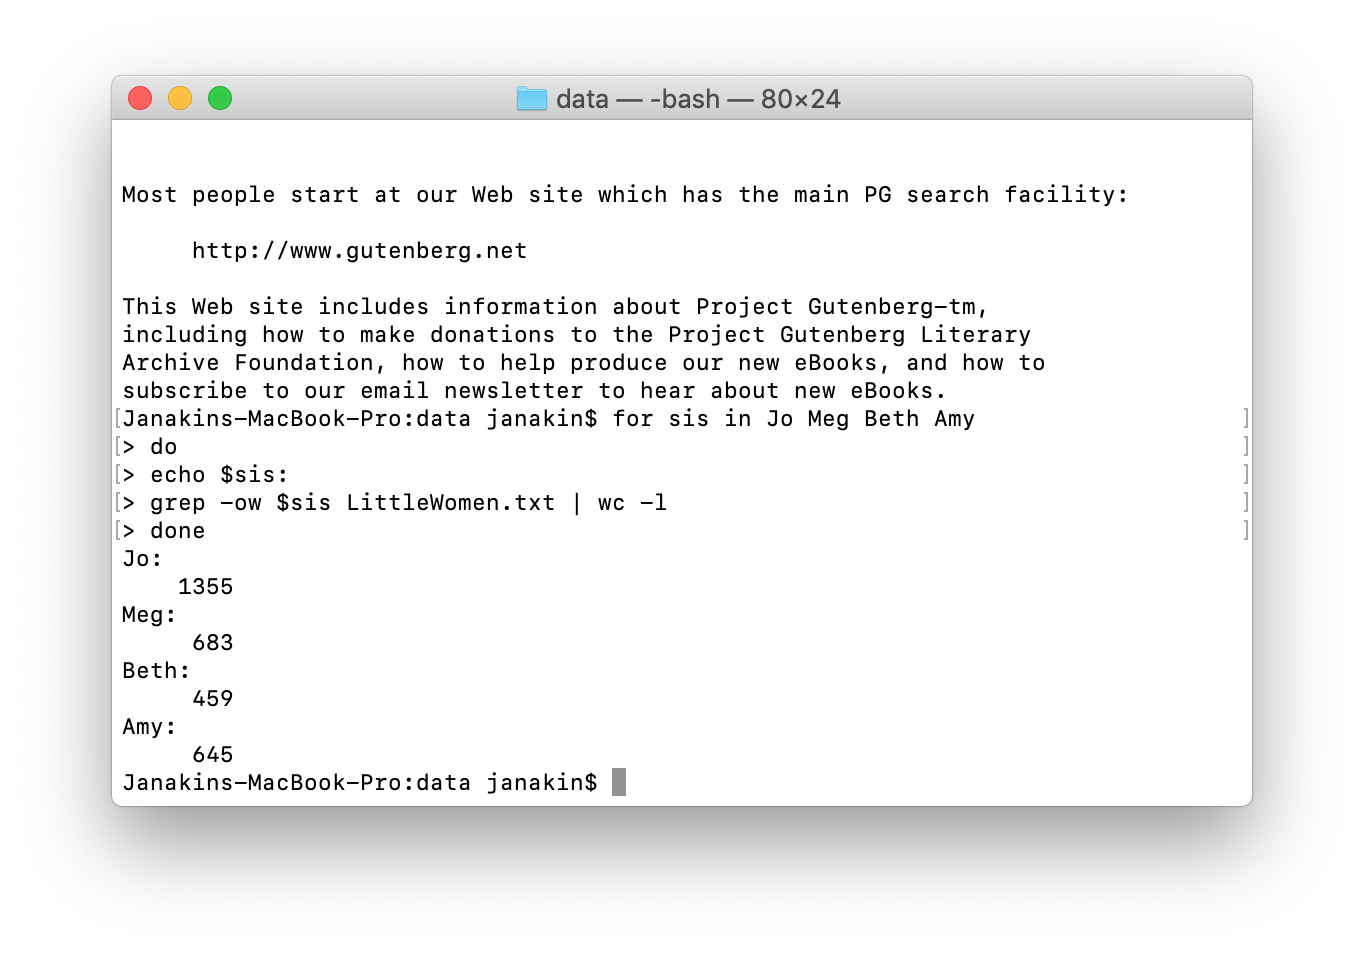 data — -bash — 80×24
Most people start at our Web site which has the main PG search facility:
http://www.gutenberg.net
This Web site includes information about Project Gutenberg-tm,
including how to make donations to the Project Gutenberg Literary
Archive Foundation, how to help produce our new eBooks, and how to
subscribe to our email newsletter to hear about new eBooks.
[Janakins-MacBook-Pro:data janakin$ for sis in Jo Meg Beth Amy ]
[> do ]
[> echo $sis: ]
[> grep -ow $sis LittleWomen.txt | wc -l ]
[> done ]
Jo:
1355
Meg:
683
Beth:
459
Amy:
645
Janakins-MacBook-Pro:data janakin$